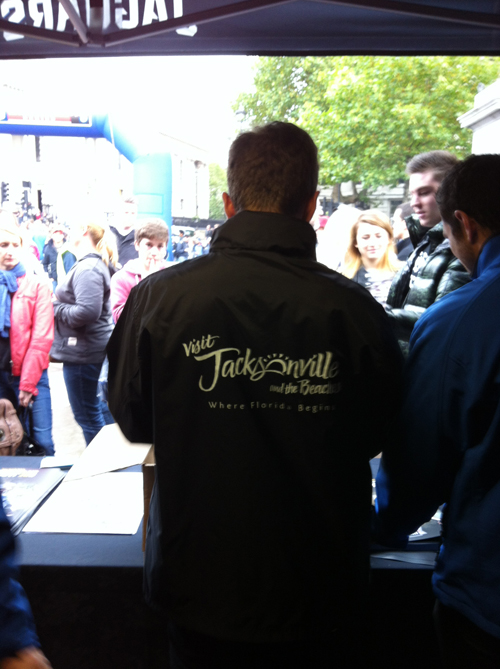 JAGUARS
Visit
Jacksonville
and the Beaches
Where Florida Begins